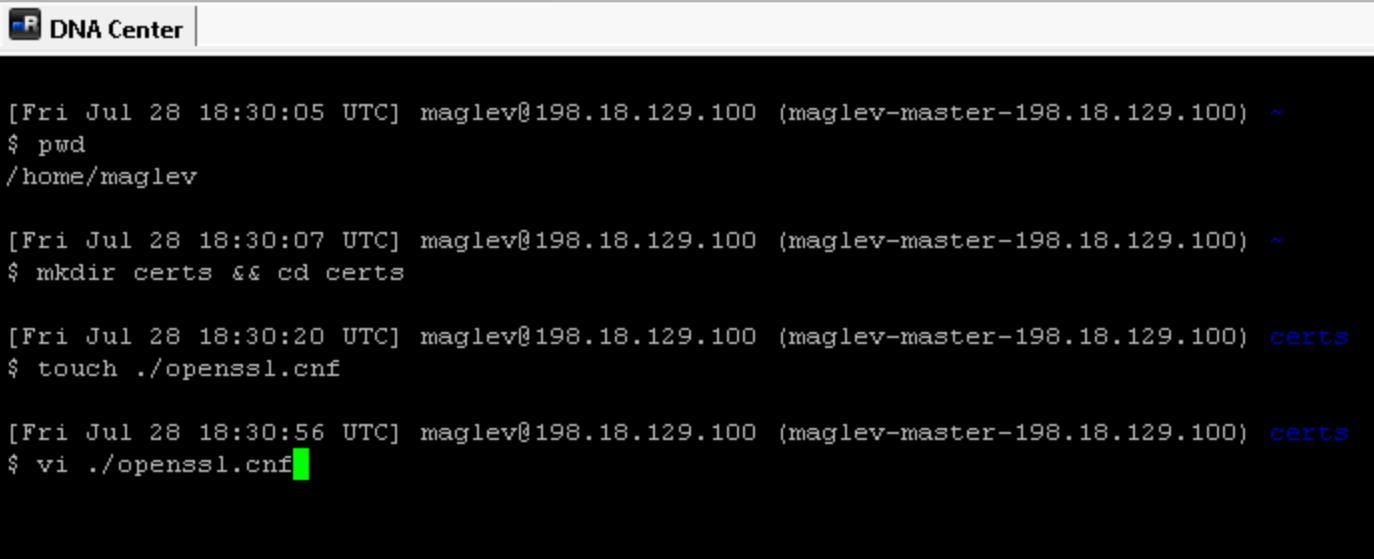 DNA Center
[Fri Jul 28 18:30:05 UTC] maglev@198.18.129.100 (maglev-master-198.18.129.100) ~
$ pwd
/home/maglev
[Fri Jul 28 18:30:07 UTC] maglev@198.18.129.100 (maglev-master-198.18.129.100) ~
$ mkdir certs && cd certs
[Fri Jul 28 18:30:20 UTC] maglev@198.18.129.100 (maglev-master-198.18.129.100) certs
$ touch ./openssl.cnf
[Fri Jul 28 18:30:56 UTC] maglev@198.18.129.100 (maglev-master-198.18.129.100) certs
$ vi ./openssl.cnf